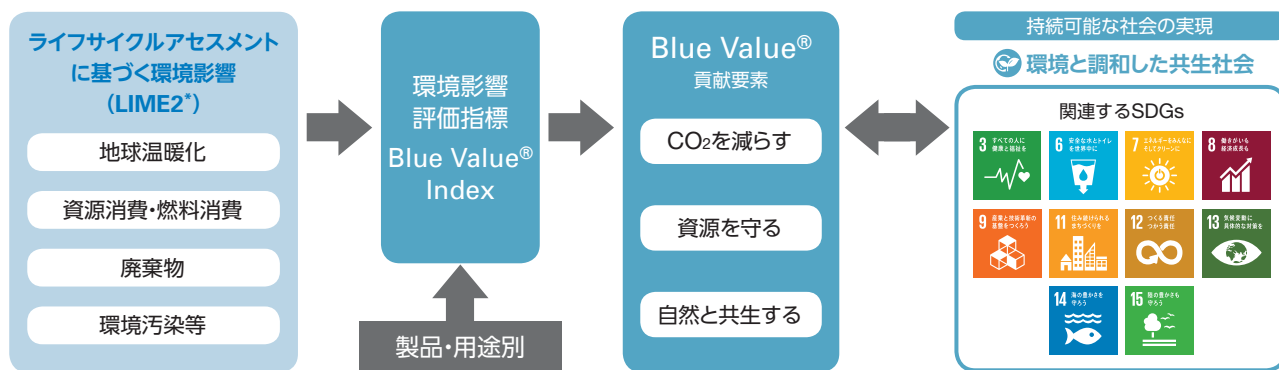 ライフサイクルアセスメント
に基づく環境影響
(LIME2*)
地球温暖化
資源消費・燃料消費
廃棄物
環境汚染等
環境影響
評価指標
Blue Value®
Index
製品・用途別
Blue Value®
貢献要素
CO₂を減らす
資源を守る
自然と共生する
持続可能な社会の実現
環境と調和した共生社会
関連するSDGs
3 すべての人に
健康と福祉を
6 安全な水とトイレ
を世界中に
7 エネルギーをみんなに
そしてクリーンに
8 働きがいも
経済成長も
9 産業と技術革新の
基盤をつくろう
11 住み続けられる
まちづくりを
12 つくる責任
つかう責任
13 気候変動に
具体的な対策を
14 海の豊かさを
守ろう
15 陸の豊かさも
守ろう